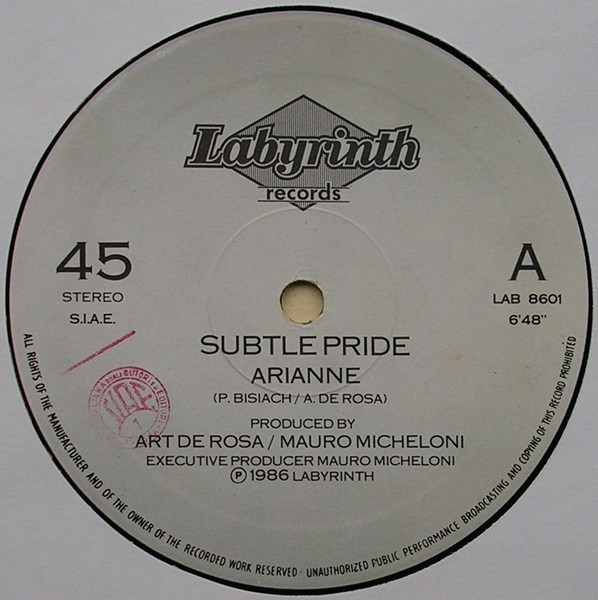 Labyrinth
records
45
STEREO
S.I.A.E.
A
LAB 8601
6'48"
SUBTLE PRIDE
ARIANNE
(P. BISIACH / A. DE ROSA)
PRODUCED BY
ART DE ROSA / MAURO MICHELONI
EXECUTIVE PRODUCER MAURO MICHELONI
Ⓟ 1986 LABYRINTH
ALL RIGHTS OF THE MANUFACTURER AND OF THE OWNER OF THE RECORDED WORK RESERVED · UNAUTHORIZED PUBLIC PERFORMANCE BROADCASTING AND COPYING OF THIS RECORD PROHIBITED